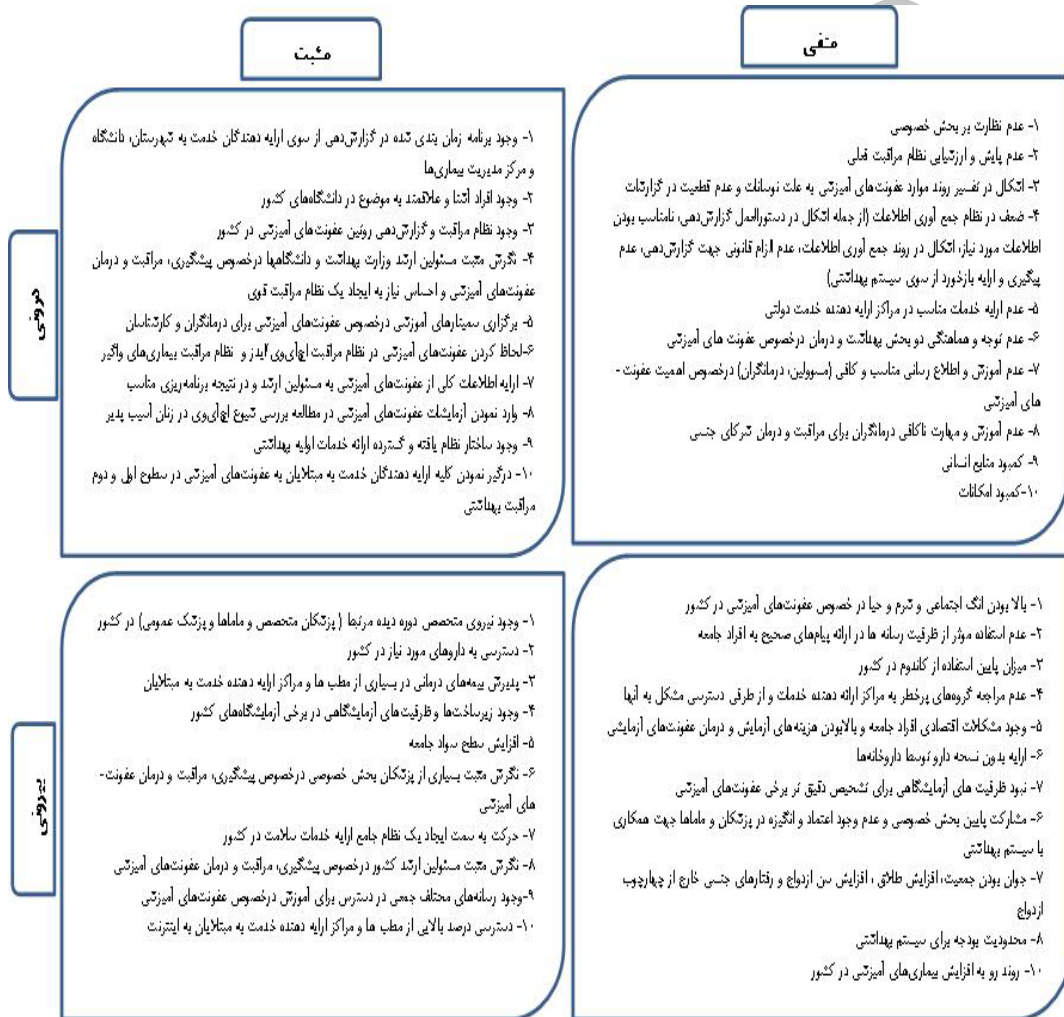 مثبت
منفی
درونی
۱- وجود برنامه زمان بندی شده در گزارش‌دهی از سوی ارایه دهندگان خدمت به شهرستان، دانشگاه
و مرکز مدیریت بیماری‌ها
۲- وجود افراد آشنا و علاقمند به موضوع در دانشگاه‌های کشور
۳- وجود نظام مراقبت و گزارش‌دهی روتین عفونت‌های آمیزشی در کشور
۴- نگرش مثبت مسئولین ارشد وزارت بهداشت و دانشگاهها درخصوص پیشگیری، مراقبت و درمان
عفونت‌های آمیزشی و احساس نیاز به ایجاد یک نظام مراقبت قوی
۵- برگزاری سمینارهای آموزشی درخصوص عفونت‌های آمیزشی برای درمانگران و کارشناسان
۶-لحاظ کردن عفونت‌های آمیزشی در نظام مراقبت اچ‌آی‌وی/ایدز و نظام مراقبت بیماری‌های واگیر
۷- ارایه اطلاعات کلی از عفونت‌های آمیزشی به مسئولین ارشد و در نتیجه برنامه‌ریزی مناسب
۸- وارد نمودن آزمایشات عفونت‌های آمیزشی در مطالعه بررسی شیوع اچ‌آی‌وی در زنان آسیب پذیر
۹- وجود ساختار نظام یافته و گسترده ارائه خدمات اولیه بهداشتی
۱۰- درگیر نمودن کلیه ارایه دهندگان خدمت به مبتلایان به عفونت‌های آمیزشی در سطوح اول و دوم
مراقبت بهداشتی
۱- عدم نظارت بر بخش خصوصی
۲- عدم پایش و ارزشیابی نظام مراقبت فعلی
۳- اشکال در تفسیر روند موارد عفونت‌های آمیزشی به علت نوسانات و عدم قطعیت در گزارشات
۴- ضعف در نظام جمع آوری اطلاعات (از جمله اشکال در دستورالعمل گزارش‌دهی، نامناسب بودن
اطلاعات مورد نیاز، اشکال در روند جمع آوری اطلاعات، عدم الزام قانونی جهت گزارش‌دهی، عدم
پیگیری و ارایه بازخورد از سوی سیستم بهداشتی)
۵- عدم ارایه خدمات مناسب در مراکز ارایه دهنده خدمت دولتی
۶- عدم توجه و هماهنگی دو بخش بهداشت و درمان درخصوص عفونت های آمیزشی
۷- عدم آموزش و اطلاع رسانی مناسب و کافی (مسوولین، درمانگران) درخصوص اهمیت عفونت -
های آمیزشی
۸- عدم آموزش و مهارت ناکافی درمانگران برای مراقبت و درمان شرکای جنسی
۹- کمبود منابع انسانی
۱۰-کمبود امکانات
بیرونی
۱- وجود نیروی متخصص دوره دیده مرتبط ( پزشکان متخصص و ماماها و پزشک عمومی) در کشور
۲- دسترسی به داروهای مورد نیاز در کشور
۳- پذیرش بیمه‌های درمانی در بسیاری از مطب ها و مراکز ارایه دهنده خدمت به مبتلایان
۴- وجود زیرساخت‌ها و ظرفیت‌های آزمایشگاهی در برخی آزمایشگاه‌های کشور
۵- افزایش سطح سواد جامعه
۶- نگرش مثبت بسیاری از پزشکان بخش خصوصی درخصوص پیشگیری، مراقبت و درمان عفونت-
های آمیزشی
۷- حرکت به سمت ایجاد یک نظام جامع ارایه خدمات سلامت در کشور
۸- نگرش مثبت مسئولین ارشد کشور درخصوص پیشگیری، مراقبت و درمان عفونت‌های آمیزشی
۹-وجود رسانه‌های مختلف جمعی در دسترس برای آموزش درخصوص عفونت‌های آمیزشی
۱۰- دسترسی درصد بالایی از مطب ها و مراکز ارایه دهنده خدمت به مبتلایان به اینترنت
۱- بالا بودن انگ اجتماعی و شرم و حیا در خصوص عفونت‌های آمیزشی در کشور
۲- عدم استفاده موثر از ظرفیت رسانه ها در ارائه پیام‌های صحیح به افراد جامعه
۳- میزان پایین استفاده از کاندوم در کشور
۴- عدم مراجعه گروه‌های پرخطر به مراکز ارائه دهنده خدمات و از طرفی دسترسی مشکل به آنها
۵- وجود مشکلات اقتصادی افراد جامعه و بالابودن هزینه‌های آزمایش و درمان عفونت‌های آزمایشی
۶- ارایه بدون نسخه دارو توسط داروخانه‌ها
۷- نبود ظرفیت های آزمایشگاهی برای تشخیص دقیق تر برخی عفونت‌های آمیزشی
۶- مشارکت پایین بخش خصوصی و عدم وجود اعتماد و انگیزه در پزشکان و ماماها جهت همکاری
با سیستم بهداشتی
۷- جوان بودن جمعیت، افزایش طلاق ، افزایش سن ازدواج و رفتارهای جنسی خارج از چهارچوب
ازدواج
۸- محدودیت بودجه برای سیستم بهداشتی
۱۰- روند رو به افزایش بیماری‌های آمیزشی در کشور